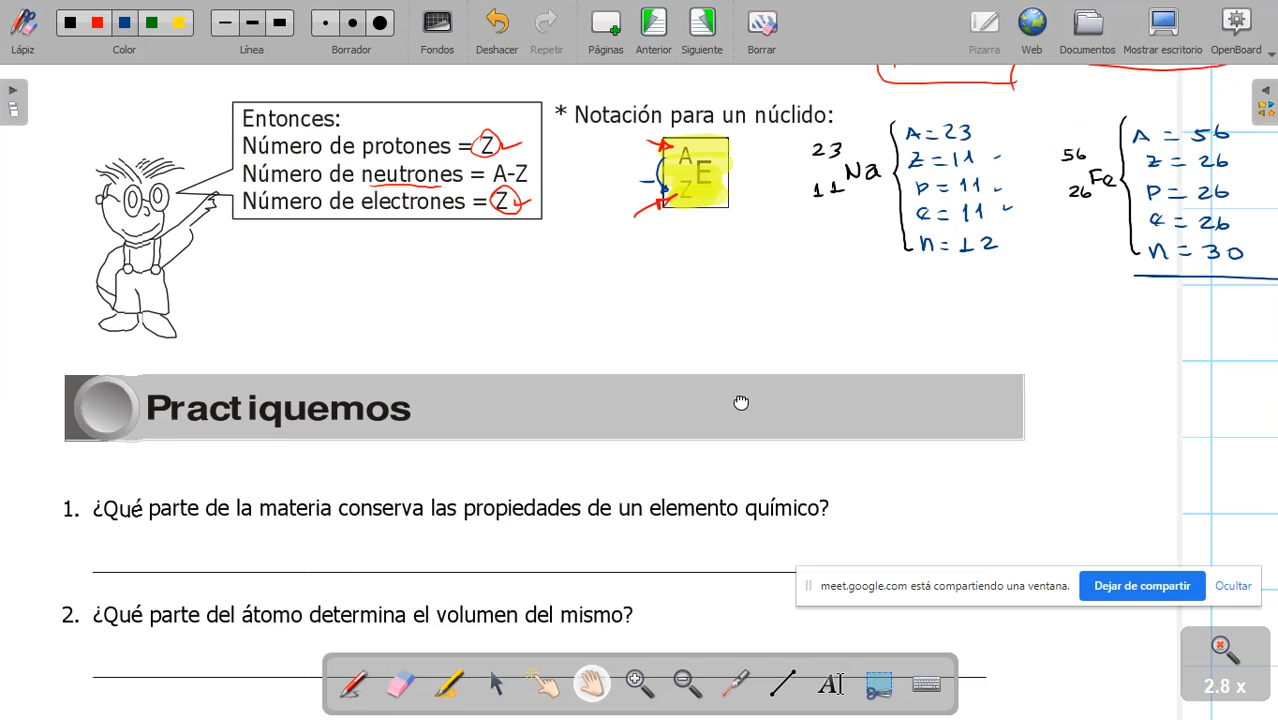 Lápiz
Color
Línea
Borrador
Fondos
Deshacer
Repetir
Páginas
Anterior
Siguiente
Borrar
Pizarra
Web
Documentos
Mostrar escritorio
OpenBoard
Entonces:
Número de protones = Z
Número de neutrones = A-Z
Número de electrones = Z
* Notación para un núclido:
A
E
Z
23
11
Na
A = 23
Z = 11
P = 11
e = 11
n = 12
56
26
Fe
A = 56
Z = 26
P = 26
e = 26
n = 30
Practiquemos
1. ¿Qué parte de la materia conserva las propiedades de un elemento químico?
meet.google.com está compartiendo una ventana.
Dejar de compartir
Ocultar
2. ¿Qué parte del átomo determina el volumen del mismo?
2.8 x